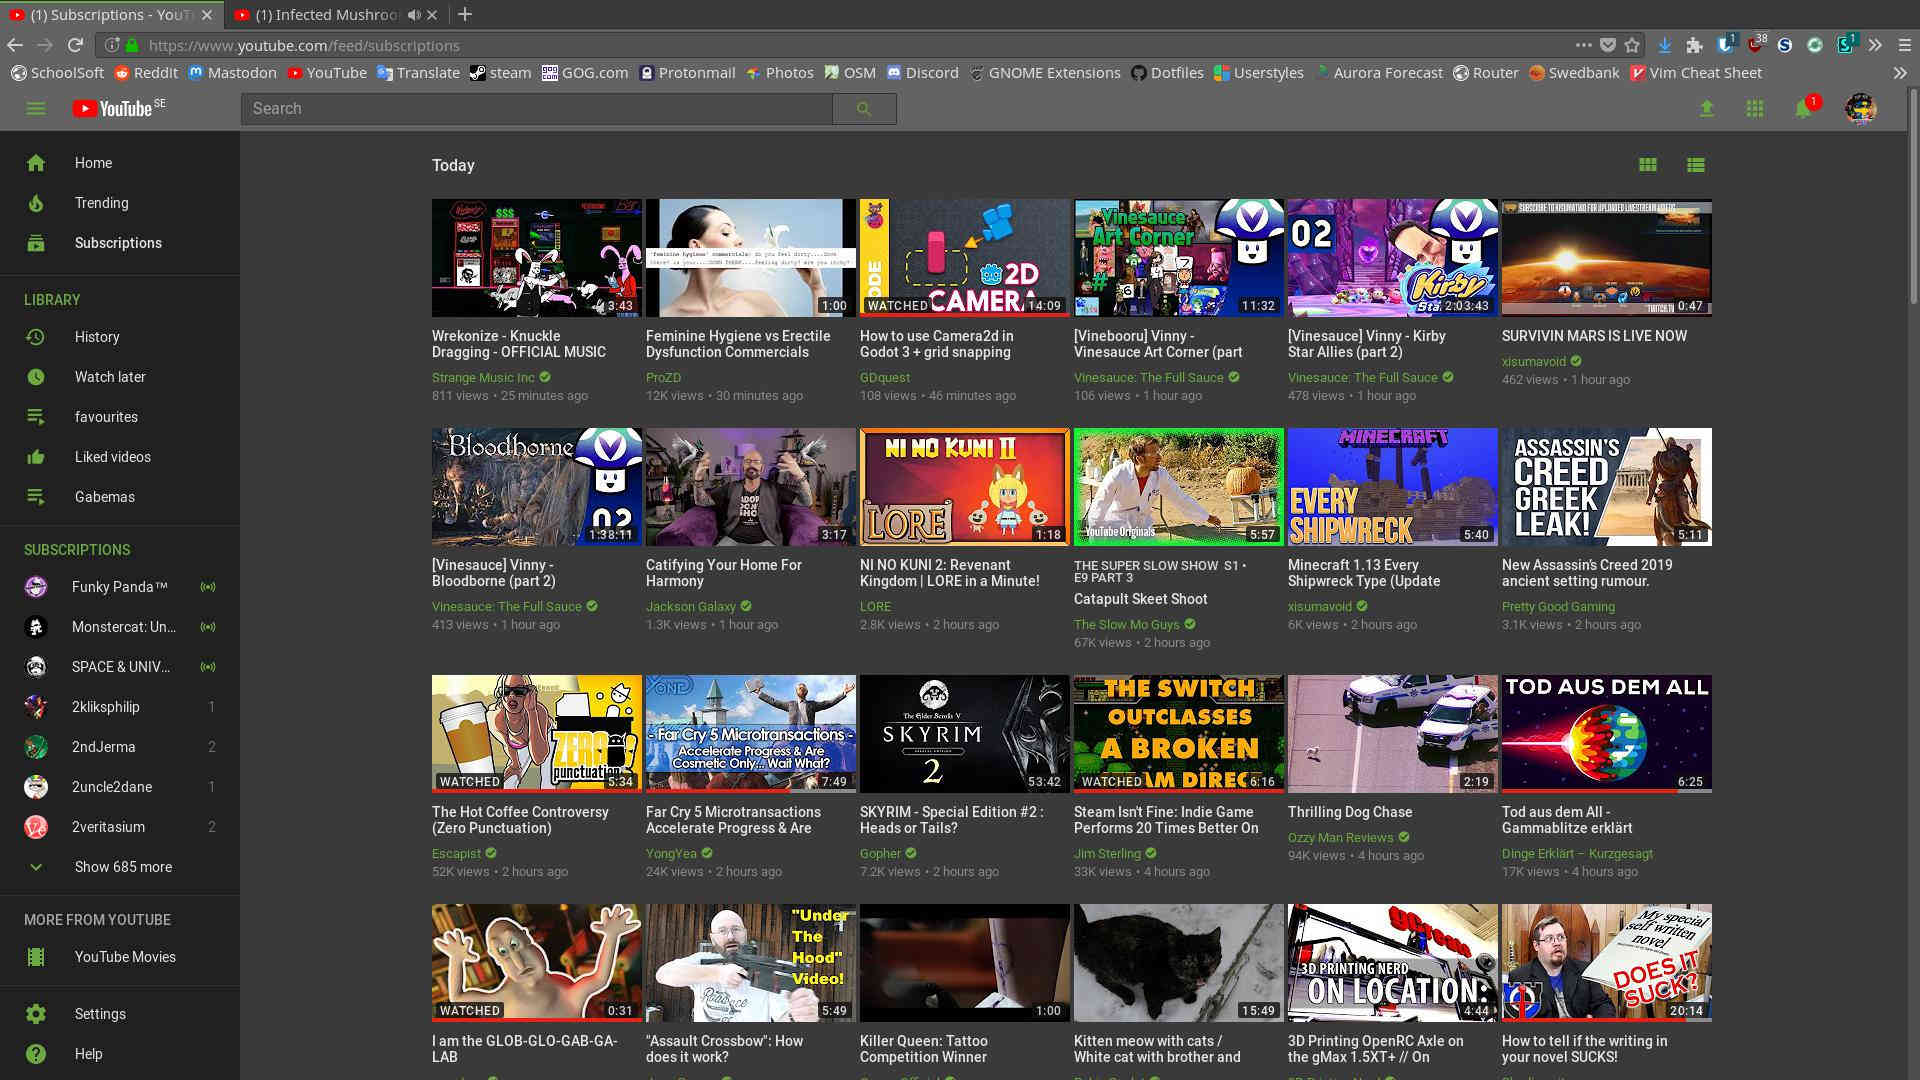 (1) Subscriptions - YouT
(1) Infected Mushroo
https://www.youtube.com/feed/subscriptions
1
38
1
SchoolSoft
Reddit
Mastodon
YouTube
Translate
steam
GOG.com
Protonmail
Photos
OSM
Discord
GNOME Extensions
Dotfiles
Userstyles
Aurora Forecast
Router
Swedbank
Vim Cheat Sheet
YouTube SE
Search
1
Home
Trending
Subscriptions
LIBRARY
History
Watch later
favourites
Liked videos
Gabemas
SUBSCRIPTIONS
Funky Panda™
Monstercat: Un...
SPACE & UNIV...
2kliksphilip 1
2ndJerma 2
2uncle2dane 1
2veritasium 2
Show 685 more
MORE FROM YOUTUBE
YouTube Movies
Settings
Help
Today
$$$
3:43
Wrekonize - Knuckle
Dragging - OFFICIAL MUSIC
Strange Music Inc
811 views • 25 minutes ago
1:00
Feminine Hygiene vs Erectile
Dysfunction Commercials
ProZD
12K views • 30 minutes ago
2D
CAMERA
WATCHED
14:09
How to use Camera2d in
Godot 3 + grid snapping
GDquest
108 views • 46 minutes ago
Vinesauce
Art Corner
#
11:32
[Vinebooru] Vinny -
Vinesauce Art Corner (part
Vinesauce: The Full Sauce
106 views • 1 hour ago
02
Kirby
Sta
2:03:43
[Vinesauce] Vinny - Kirby
Star Allies (part 2)
Vinesauce: The Full Sauce
478 views • 1 hour ago
SUBSCRIBE TO KISUMAVOID FOR UPLOADED LIVESTREAM VIDEOS
0:47
SURVIVIN MARS IS LIVE NOW
xisumavoid
462 views • 1 hour ago
Bloodborne
02
1:38:11
[Vinesauce] Vinny -
Bloodborne (part 2)
Vinesauce: The Full Sauce
413 views • 1 hour ago
3:17
Catifying Your Home For
Harmony
Jackson Galaxy
1.3K views • 1 hour ago
NI NO KUNI II
LORE
1:18
NI NO KUNI 2: Revenant
Kingdom | LORE in a Minute!
LORE
2.8K views • 2 hours ago
YouTube Originals
5:57
THE SUPER SLOW SHOW S1 •
E9 PART 3
Catapult Skeet Shoot
The Slow Mo Guys
67K views • 2 hours ago
MINECRAFT
EVERY
SHIPWRECK
5:40
Minecraft 1.13 Every
Shipwreck Type (Update
xisumavoid
6K views • 2 hours ago
ASSASSIN'S
CREED
GREEK
LEAK!
5:11
New Assassin's Creed 2019
ancient setting rumour.
Pretty Good Gaming
3.1K views • 2 hours ago
ZERO
punctuation
WATCHED
5:34
The Hot Coffee Controversy
(Zero Punctuation)
Escapist
52K views • 2 hours ago
YONG
- Far Cry 5 Microtransactions -
Accelerate Progress & Are
Cosmetic Only... Wait What?
7:49
Far Cry 5 Microtransactions
Accelerate Progress & Are
YongYea
24K views • 2 hours ago
The Elder Scrolls V
SKYRIM
SPECIAL EDITION
2
53:42
SKYRIM - Special Edition #2 :
Heads or Tails?
Gopher
7.2K views • 2 hours ago
THE SWITCH
OUTCLASSES
A BROKEN
AM DIREC
WATCHED
6:16
Steam Isn't Fine: Indie Game
Performs 20 Times Better On
Jim Sterling
33K views • 4 hours ago
2:19
Thrilling Dog Chase
Ozzy Man Reviews
94K views • 4 hours ago
TOD AUS DEM ALL
6:25
Tod aus dem All -
Gammablitze erklärt
Dinge Erklärt – Kurzgesagt
17K views • 4 hours ago
WATCHED
0:31
I am the GLOB-GLO-GAB-GA-
LAB
"Under
The
Hood"
Video!
5:49
"Assault Crossbow": How
does it work?
1:00
Killer Queen: Tattoo
Competition Winner
15:49
Kitten meow with cats /
White cat with brother and
gCreate
3D PRINTING NERD
ON LOCATION:
4:44
3D Printing OpenRC Axle on
the gMax 1.5XT+ // On
My special
self written
novel
DOES IT
SUCK?
20:14
How to tell if the writing in
your novel SUCKS!